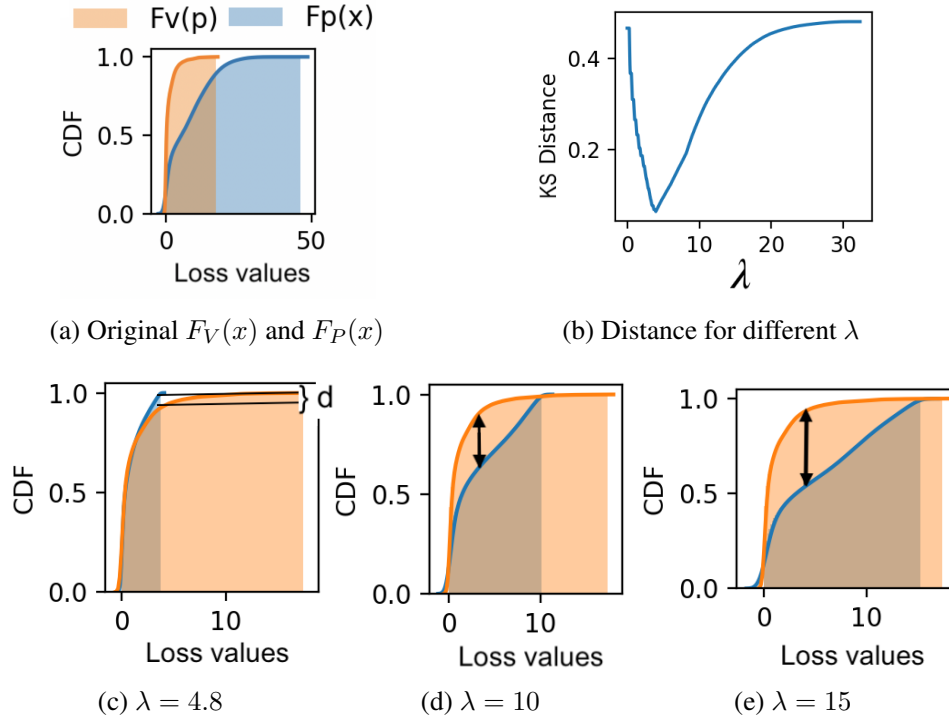 Fv(p) Fp(x)
1.0
0.5
0.0
CDF
0 50
Loss values
0.4
0.2
KS Distance
0 10 20 30
λ
(a) Original F_V(x) and F_P(x)
(b) Distance for different λ
1.0
0.5
0.0
CDF
} d
0 10
Loss values
1.0
0.5
0.0
CDF
0 10
Loss values
1.0
0.5
0.0
CDF
0 10
Loss values
(c) λ = 4.8
(d) λ = 10
(e) λ = 15